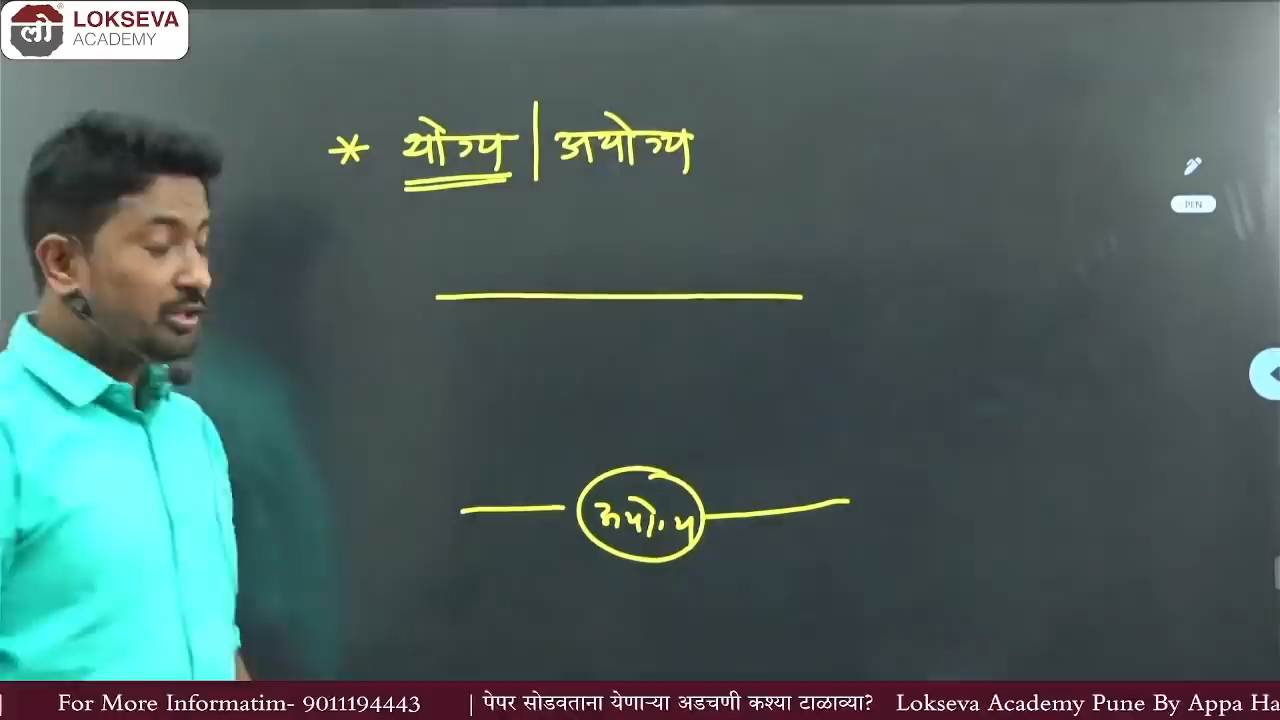 LOKSEVA
ACADEMY
लो
* योग्य | अयोग्य
PEN
अयोग्य
For More Informatim- 9011194443 | पेपर सोडवताना येणाऱ्या अडचणी कश्या टाळाव्या? Lokseva Academy Pune By Appa Ha